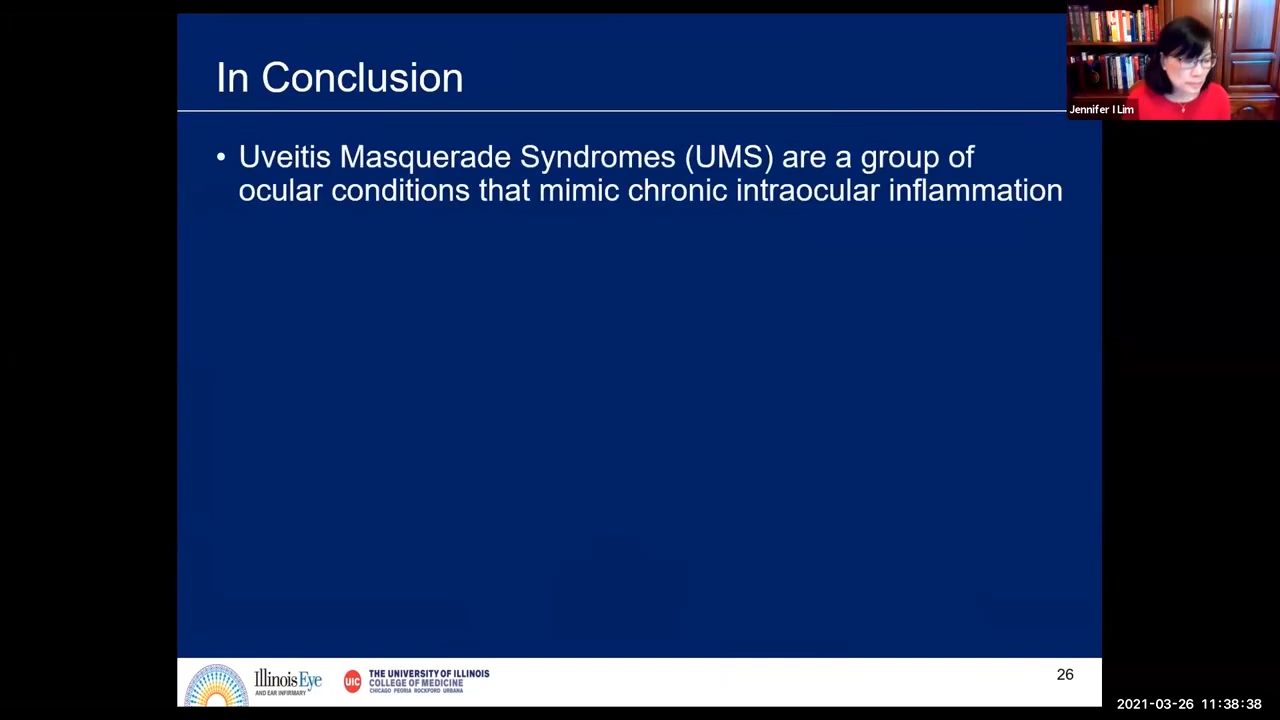 In Conclusion
Jennifer I Lim
• Uveitis Masquerade Syndromes (UMS) are a group of
ocular conditions that mimic chronic intraocular inflammation
Illinois Eye
AND EAR INFIRMARY
UIC
THE UNIVERSITY OF ILLINOIS
COLLEGE OF MEDICINE
CHICAGO PEORIA ROCKFORD URBANA
26
2021-03-26 11:38:38